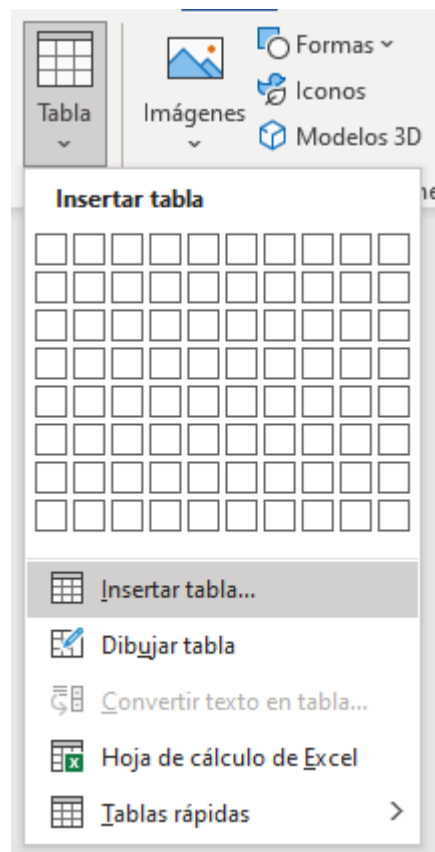 Formas
Iconos
Tabla
Imágenes
Modelos 3D
Insertar tabla
Insertar tabla...
Dibujar tabla
Convertir texto en tabla...
Hoja de cálculo de Excel
Tablas rápidas